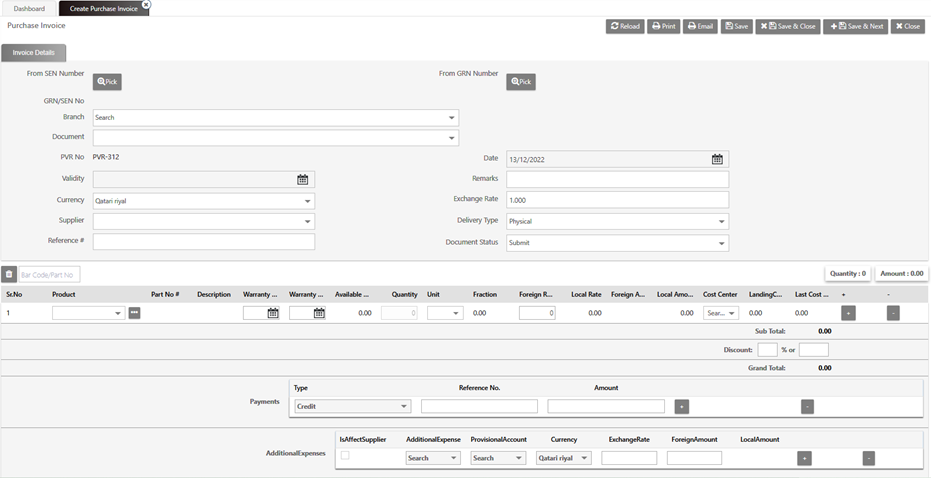 Dashboard Create Purchase Invoice
Purchase Invoice Reload Print Email Save Save & Close Save & Next Close
Invoice Details
From SEN Number Pick From GRN Number Pick
GRN/SEN No
Branch Search
Document
PVR No PVR-312 Date 13/12/2022
Validity Remarks
Currency Qatari riyal Exchange Rate 1.000
Supplier Delivery Type Physical
Reference # Document Status Submit
Bar Code/Part No Quantity : 0 Amount : 0.00
Sr.No Product Part No # Description Warranty ... Warranty ... Available ... Quantity Unit Fraction Foreign R... Local Rate Foreign A... Local Amo... Cost Center LandingC... Last Cost ... + -
1 0.00 0 0.00 0 0.00 0.00 0.00 Sear... 0.00 0.00 + -
Sub Total: 0.00
Discount: % or
Grand Total: 0.00
Type Reference No. Amount
Payments Credit + -
IsAffectSupplier AdditionalExpense ProvisionalAccount Currency ExchangeRate ForeignAmount LocalAmount
AdditionalExpenses Search Search Qatari riyal + -